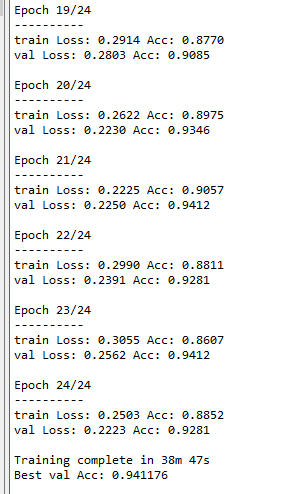 Epoch 19/24
----------
train Loss: 0.2914 Acc: 0.8770
val Loss: 0.2803 Acc: 0.9085
Epoch 20/24
----------
train Loss: 0.2622 Acc: 0.8975
val Loss: 0.2230 Acc: 0.9346
Epoch 21/24
----------
train Loss: 0.2225 Acc: 0.9057
val Loss: 0.2250 Acc: 0.9412
Epoch 22/24
----------
train Loss: 0.2990 Acc: 0.8811
val Loss: 0.2391 Acc: 0.9281
Epoch 23/24
----------
train Loss: 0.3055 Acc: 0.8607
val Loss: 0.2562 Acc: 0.9412
Epoch 24/24
----------
train Loss: 0.2503 Acc: 0.8852
val Loss: 0.2223 Acc: 0.9281
Training complete in 38m 47s
Best val Acc: 0.941176